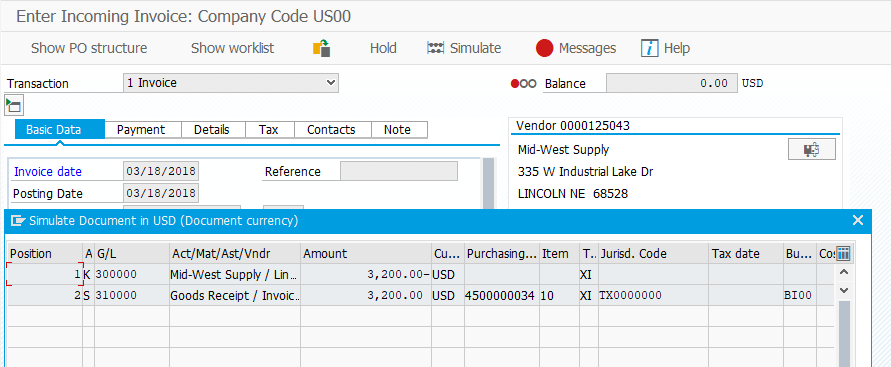 Enter Incoming Invoice: Company Code US00
Show PO structure Show worklist Hold Simulate Messages Help
Transaction 1 Invoice Balance 0.00 USD
Basic Data Payment Details Tax Contacts Note
Vendor 0000125043
Invoice date 03/18/2018 Reference
Posting Date 03/18/2018
Mid-West Supply
335 W Industrial Lake Dr
LINCOLN NE 68528
Simulate Document in USD (Document currency)
Position A G/L Act/Mat/Ast/Vndr Amount Cu... Purchasing... Item T.. Jurisd. Code Tax date Bu... Cos
1 K 300000 Mid-West Supply / Lin... 3,200.00- USD XI
2 S 310000 Goods Receipt / Invoic... 3,200.00 USD 4500000034 10 XI TX0000000 BI00